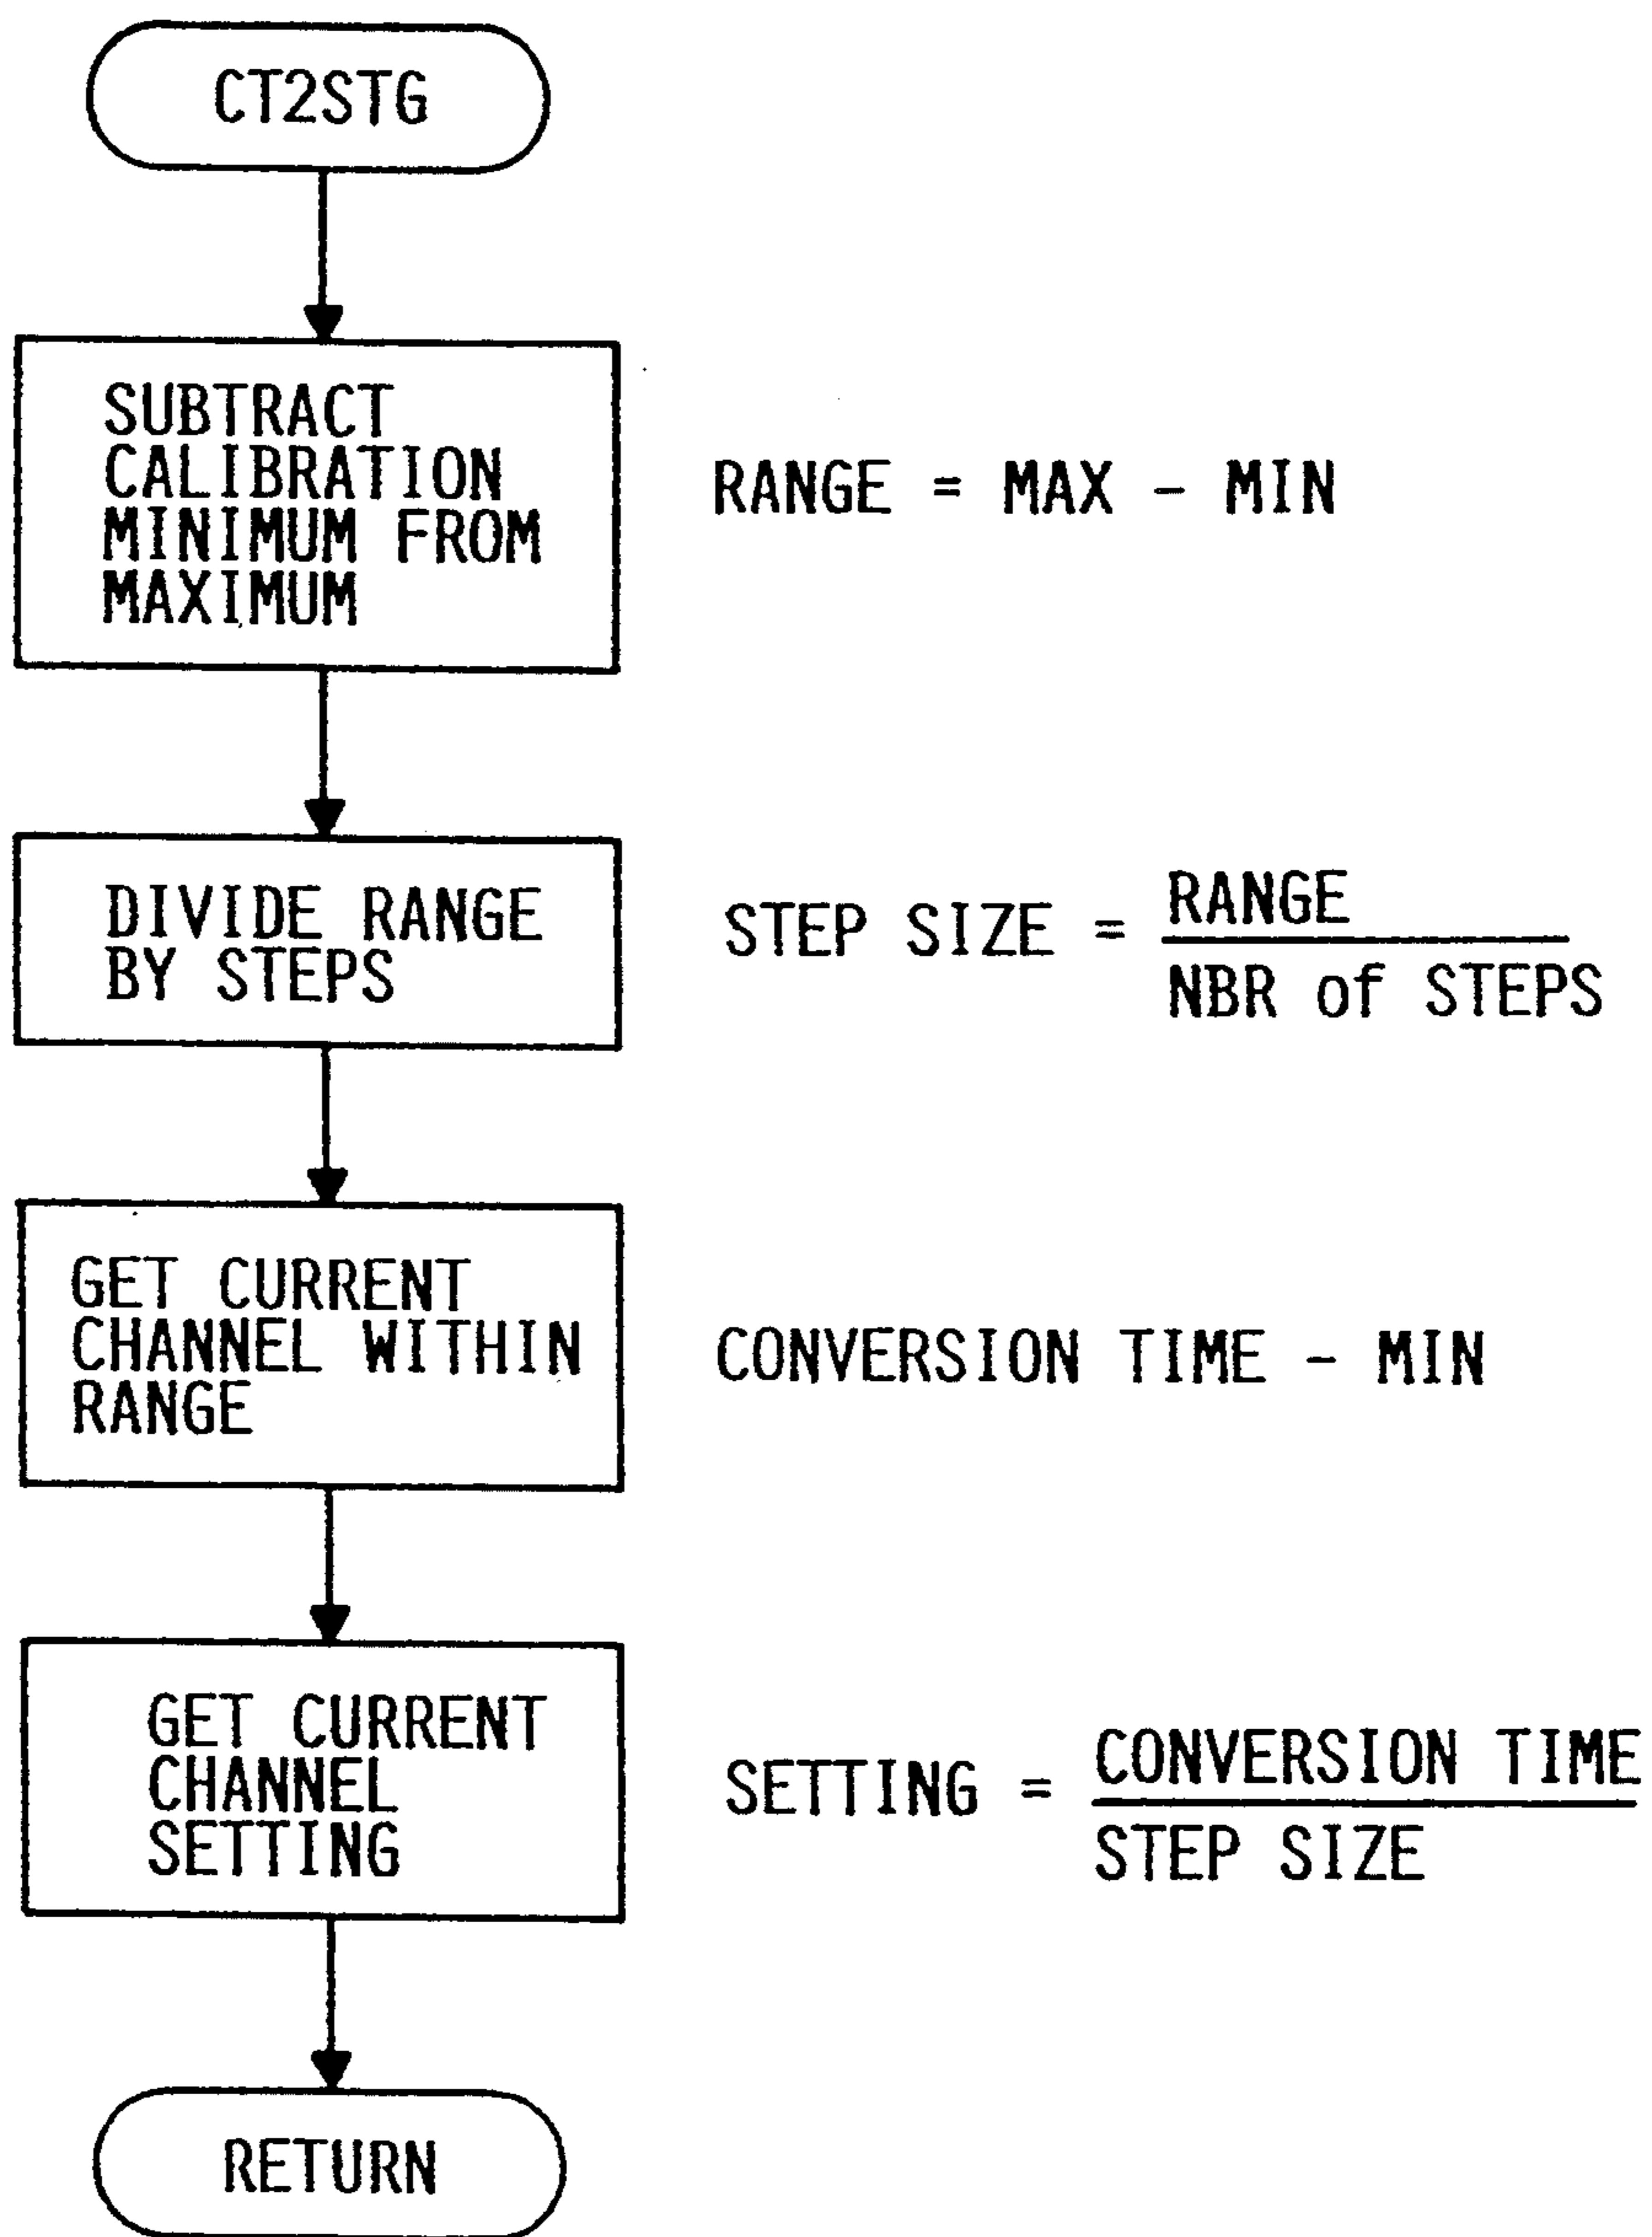 CT2STG
SUBTRACT
CALIBRATION
MINIMUM FROM
MAXIMUM
RANGE = MAX - MIN
DIVIDE RANGE
BY STEPS
STEP SIZE = RANGE
NBR of STEPS
GET CURRENT
CHANNEL WITHIN
RANGE
CONVERSION TIME - MIN
GET CURRENT
CHANNEL
SETTING
SETTING = CONVERSION TIME
STEP SIZE
RETURN